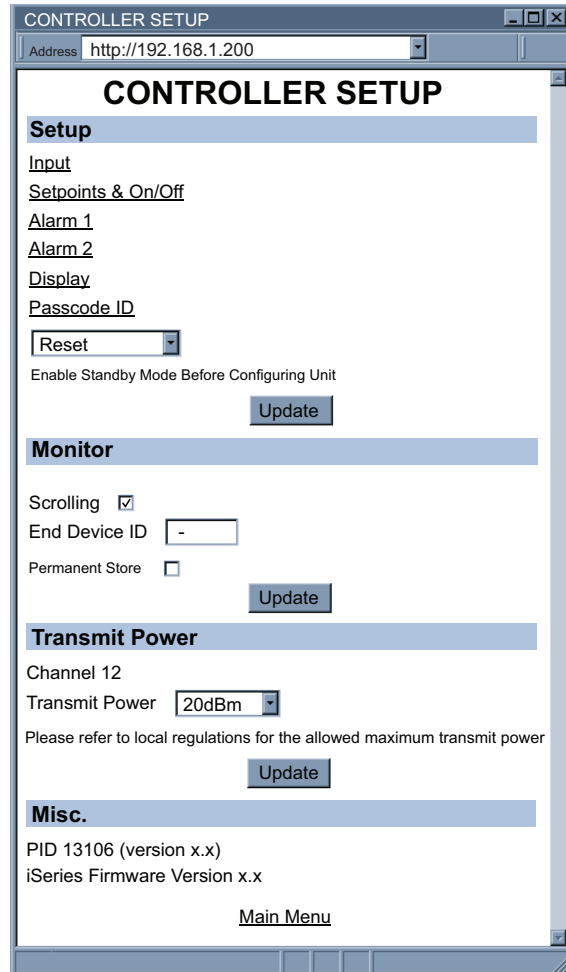 CONTROLLER SETUP
Address http://192.168.1.200
CONTROLLER SETUP
Setup
Input
Setpoints & On/Off
Alarm 1
Alarm 2
Display
Passcode ID
Reset
Enable Standby Mode Before Configuring Unit
Update
Monitor
Scrolling
End Device ID -
Permanent Store
Update
Transmit Power
Channel 12
Transmit Power 20dBm
Please refer to local regulations for the allowed maximum transmit power
Update
Misc.
PID 13106 (version x.x)
iSeries Firmware Version x.x
Main Menu